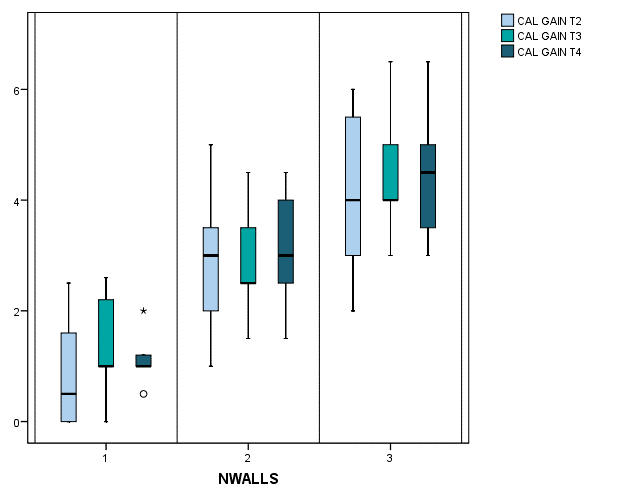 CAL GAIN T2
CAL GAIN T3
CAL GAIN T4
6
4
2
0
1 2 3
NWALLS